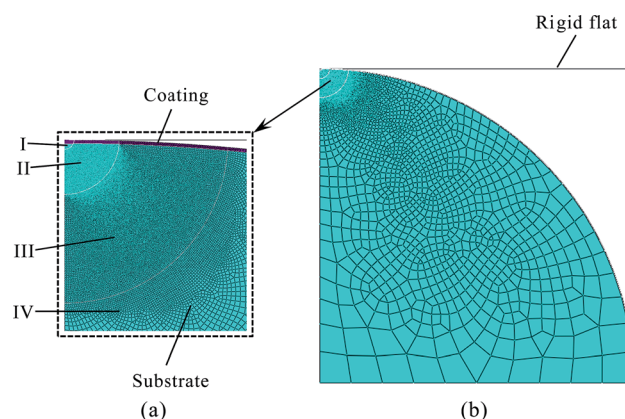 Rigid flat
Coating
I
II
III
IV
Substrate
(a)
(b)